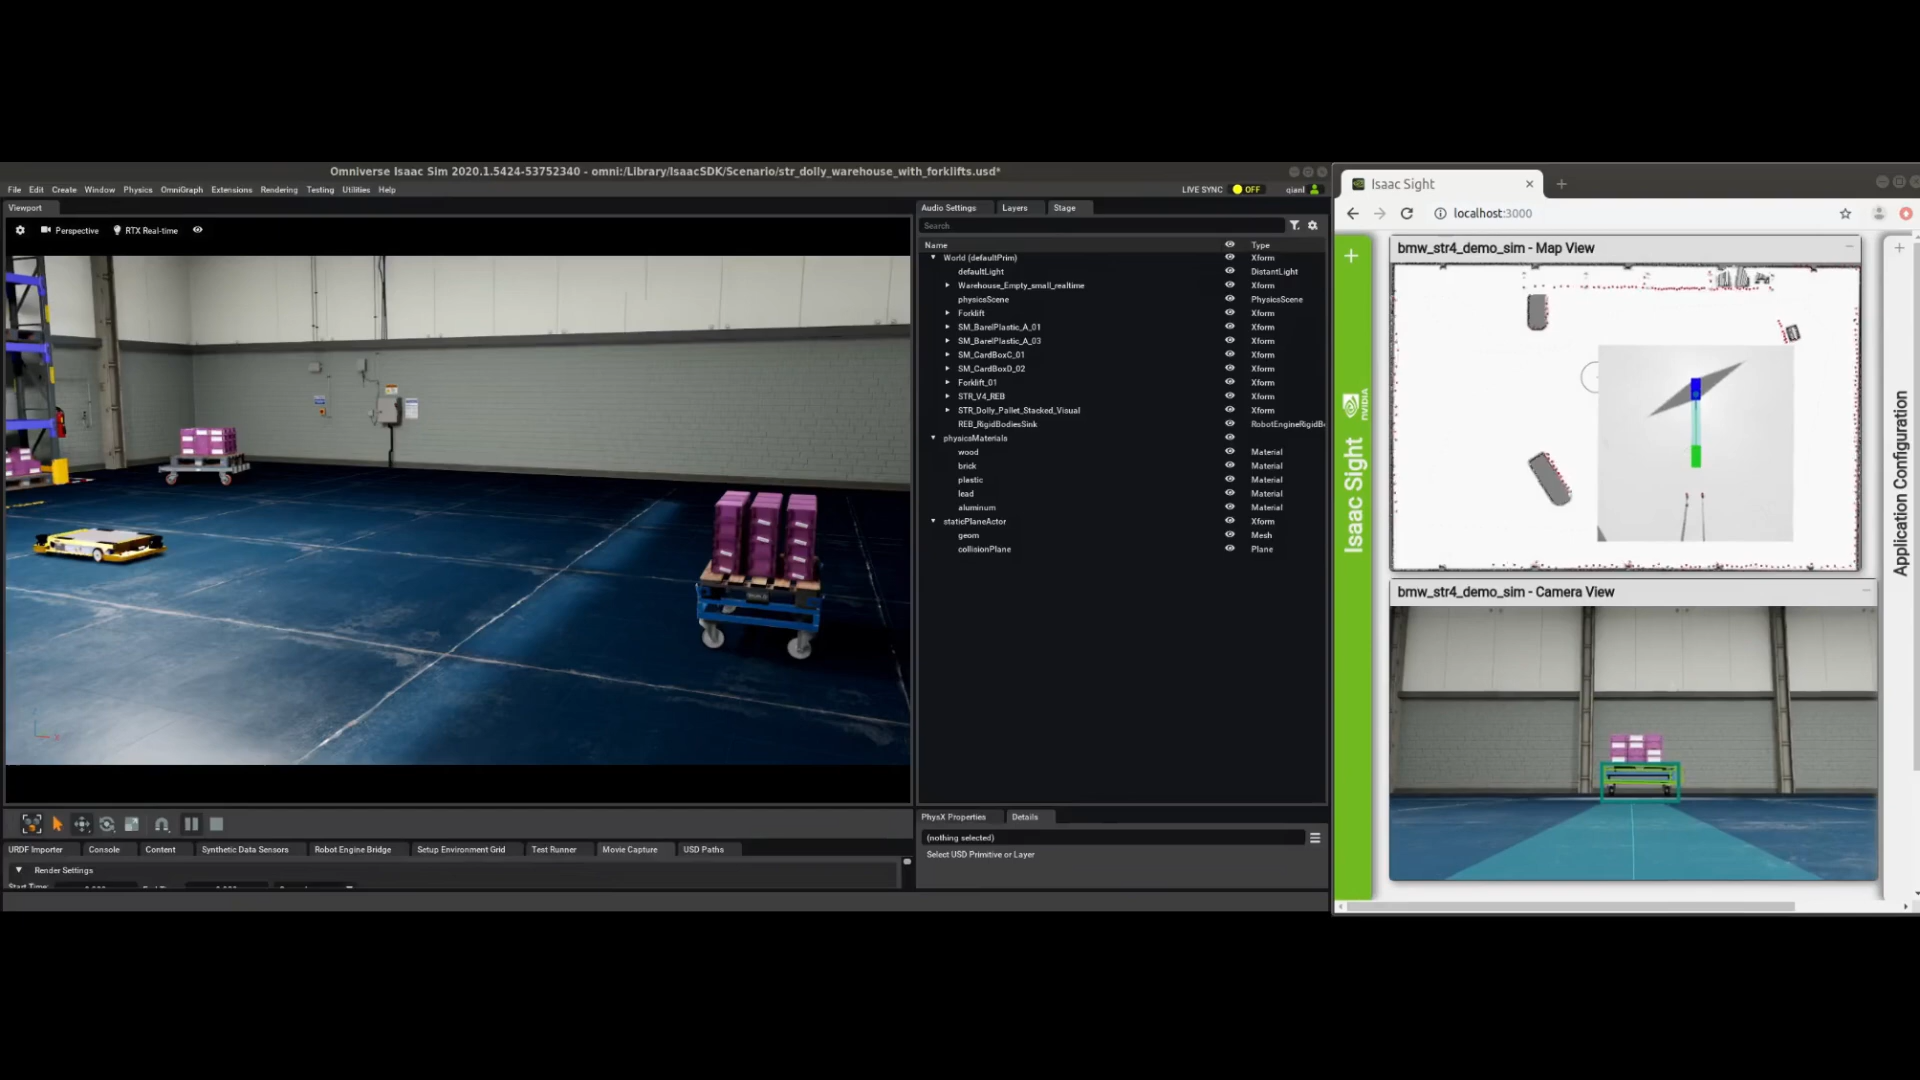 Omniverse Isaac Sim 2020.1.5424-53752340 - omni:/Library/IsaacSDK/Scenario/str_dolly_warehouse_with_forklifts.usd*
File Edit Create Window Physics OmniGraph Extensions Rendering Testing Utilities Help
LIVE SYNC OFF qianl
Viewport
Perspective RTX Real-time
Audio Settings Layers Stage
Search
Name Type
World (defaultPrim) Xform
defaultLight DistantLight
Warehouse_Empty_small_realtime Xform
physicsScene PhysicsScene
Forklift Xform
SM_BarelPlastic_A_01 Xform
SM_BarelPlastic_A_03 Xform
SM_CardBoxC_01 Xform
SM_CardBoxD_02 Xform
Forklift_01 Xform
STR_V4_REB Xform
STR_Dolly_Pallet_Stacked_Visual Xform
REB_RigidBodiesSink RobotEngineRigidB
physicsMaterials
wood Material
brick Material
plastic Material
lead Material
aluminum Material
staticPlaneActor Xform
geom Mesh
collisionPlane Plane
PhysX Properties Details
(nothing selected)
Select USD Primitive or Layer
URDF Importer Console Content Synthetic Data Sensors Robot Engine Bridge Setup Environment Grid Test Runner Movie Capture USD Paths
Render Settings
Isaac Sight
localhost:3000
Isaac Sight NVIDIA
bmw_str4_demo_sim - Map View
bmw_str4_demo_sim - Camera View
Application Configuration